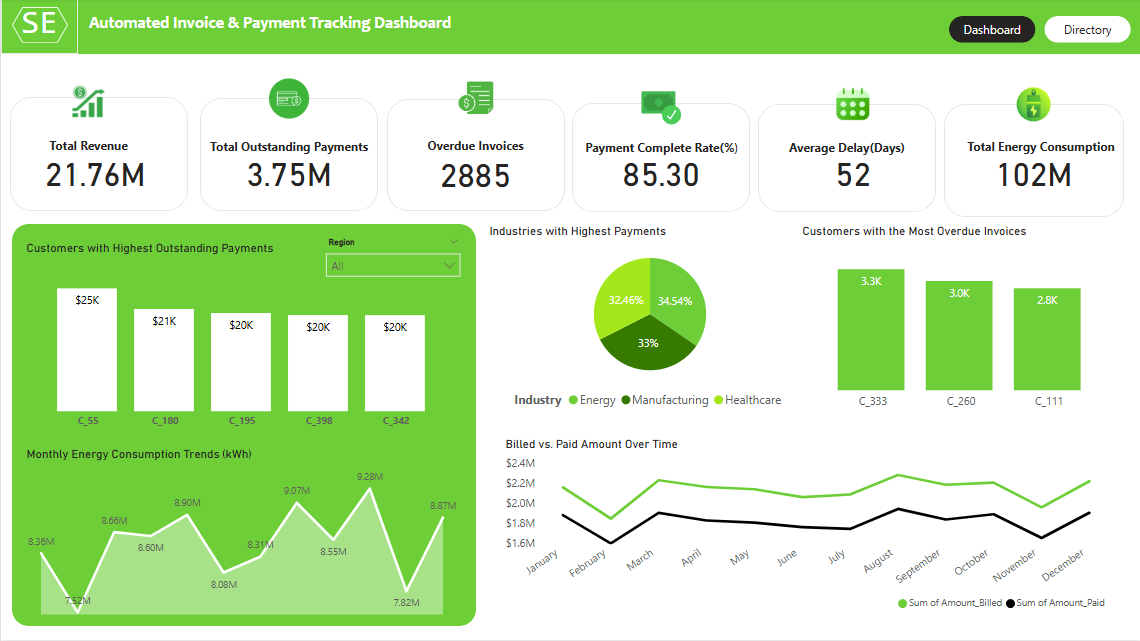 SE
Automated Invoice & Payment Tracking Dashboard
Dashboard
Directory
Total Revenue
21.76M
Total Outstanding Payments
3.75M
Overdue Invoices
2885
Payment Complete Rate(%)
85.30
Average Delay(Days)
52
Total Energy Consumption
102M
Customers with Highest Outstanding Payments
Region
All
$25K
$21K
$20K
$20K
$20K
C_55
C_180
C_195
C_398
C_342
Monthly Energy Consumption Trends (kWh)
8.36M
7.52M
8.66M
8.60M
8.90M
8.08M
8.31M
9.07M
8.55M
9.28M
7.82M
8.87M
Industries with Highest Payments
32.46%
34.54%
33%
Industry
Energy
Manufacturing
Healthcare
Customers with the Most Overdue Invoices
3.3K
3.0K
2.8K
C_333
C_260
C_111
Billed vs. Paid Amount Over Time
$2.4M
$2.2M
$2.0M
$1.8M
$1.6M
January
February
March
April
May
June
July
August
September
October
November
December
Sum of Amount_Billed
Sum of Amount_Paid